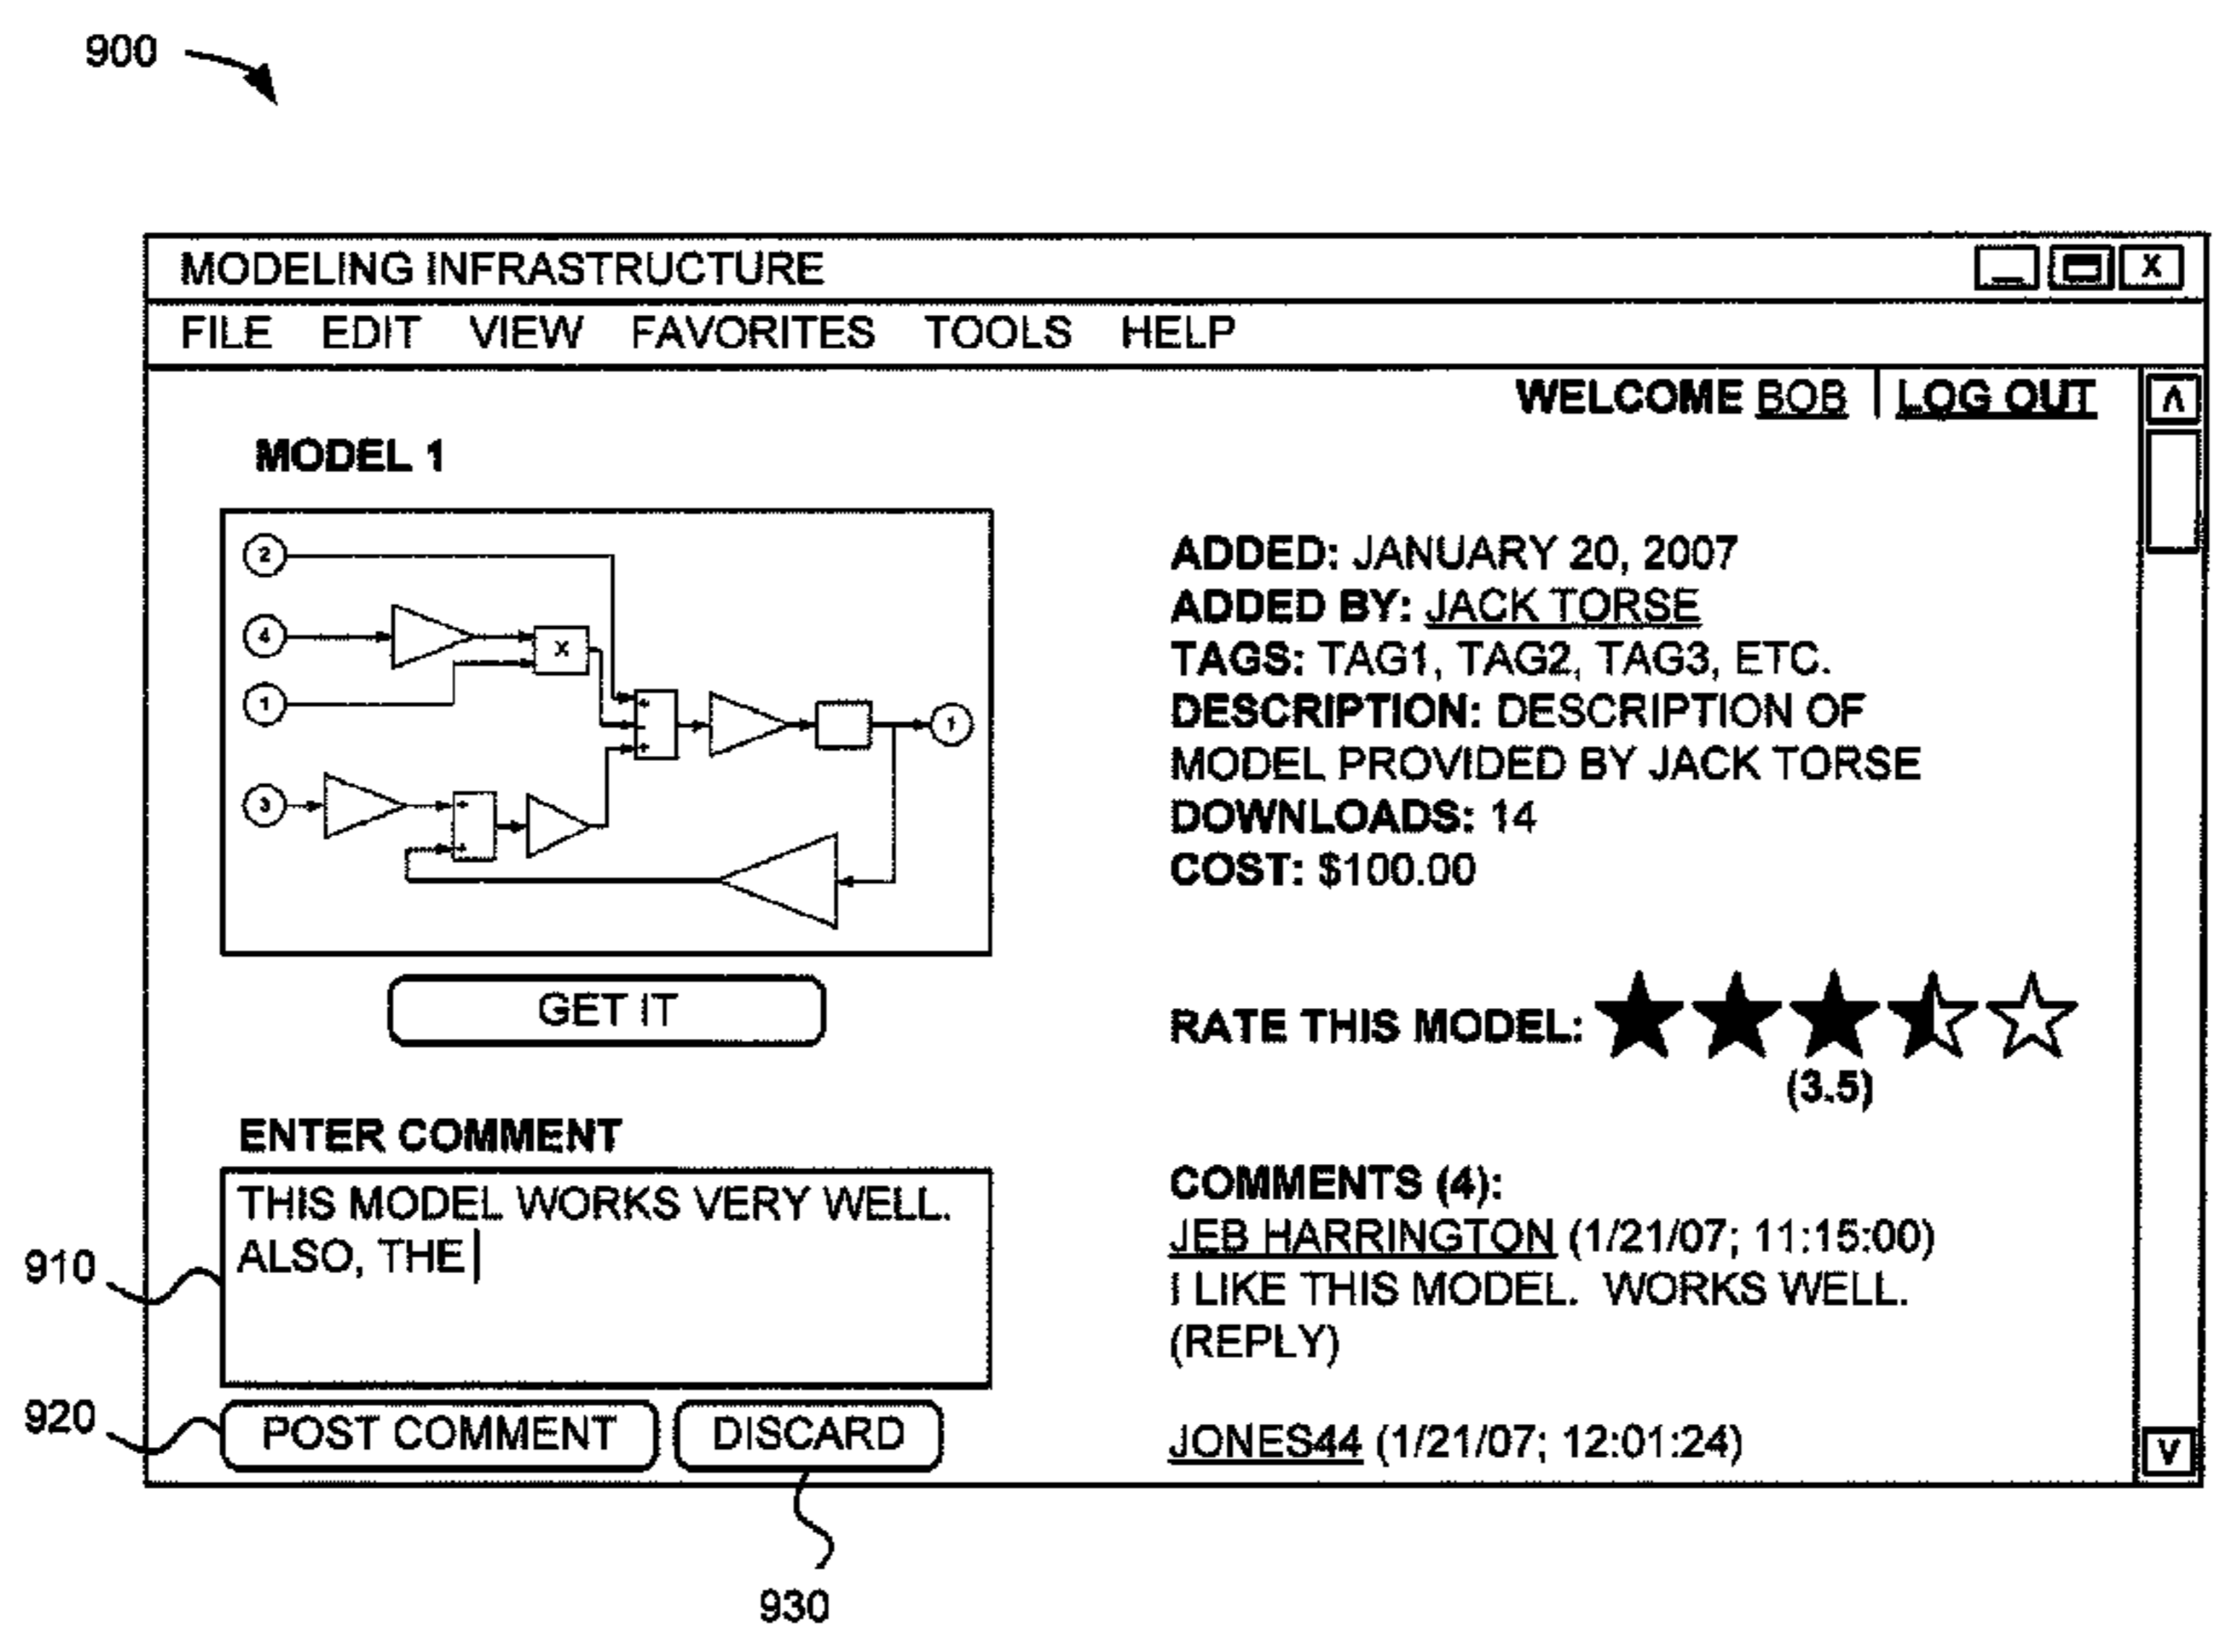 900
MODELING INFRASTRUCTURE
X
FILE EDIT VIEW FAVORITES TOOLS HELP
WELCOME BOB | LOG OUT
MODEL 1
2
4
X
1
1
3
GET IT
ADDED: JANUARY 20, 2007
ADDED BY: JACK TORSE
TAGS: TAG1, TAG2, TAG3, ETC.
DESCRIPTION: DESCRIPTION OF
MODEL PROVIDED BY JACK TORSE
DOWNLOADS: 14
COST: $100.00
RATE THIS MODEL:
(3.5)
ENTER COMMENT
THIS MODEL WORKS VERY WELL.
ALSO, THE
910
920
POST COMMENT
DISCARD
930
COMMENTS (4):
JEB HARRINGTON (1/21/07; 11:15:00)
I LIKE THIS MODEL. WORKS WELL.
(REPLY)
JONES44 (1/21/07; 12:01:24)